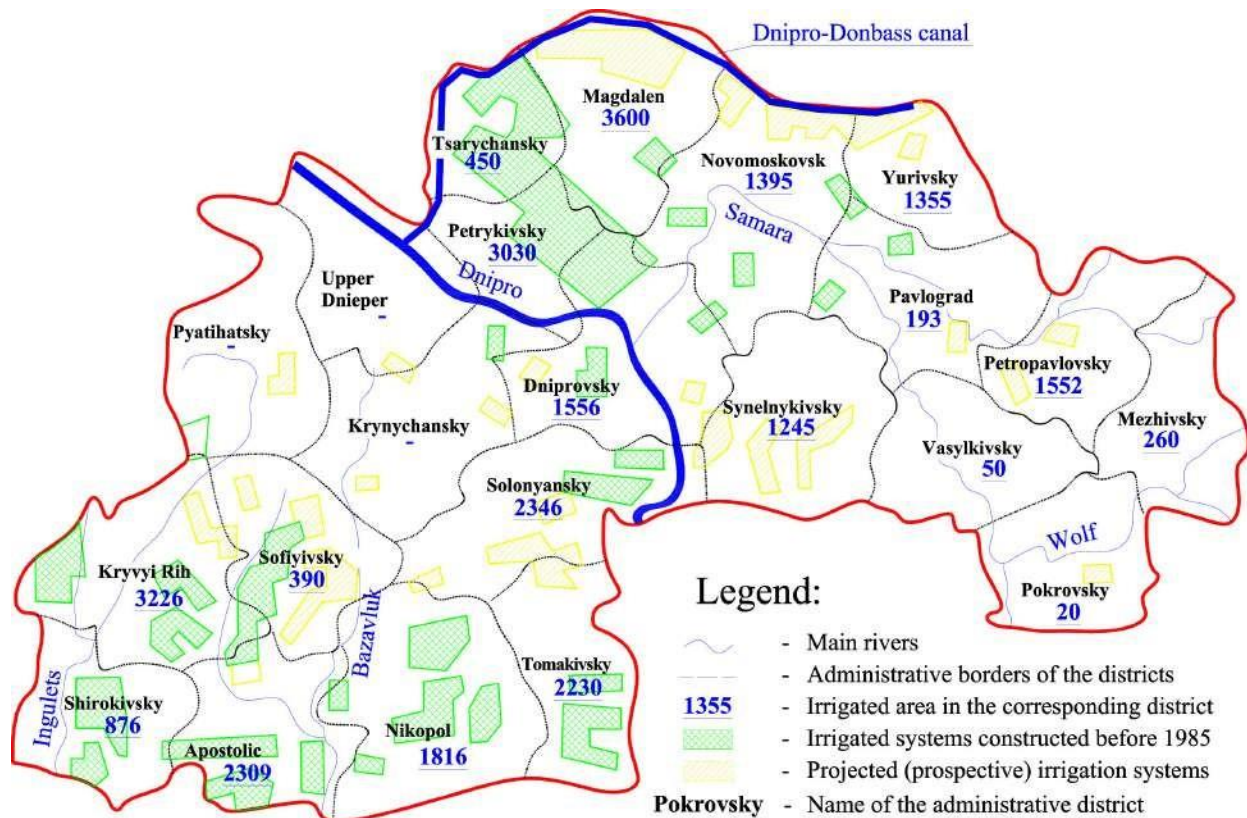 Dnipro-Donbass canal
Magdalen
3600
Tsarychansky
450
Novomoskovsk
1395
Yurivsky
1355
Samara
Petrykivsky
3030
Dnipro
Upper
Dnieper
-
Pyatihatsky
-
Pavlograd
193
Petropavlovsky
1552
Dniprovsky
1556
Synelnykivsky
1245
Mezhivsky
260
Krynychansky
-
Vasylkivsky
50
Solonyansky
2346
Wolf
Kryvyi Rih
3226
Sofiyivsky
390
Pokrovsky
20
Bazavluk
Ingulets
Tomakivsky
2230
Shirokivsky
876
Nikopol
1816
Apostolic
2309
Legend:
- Main rivers
- Administrative borders of the districts
1355 - Irrigated area in the corresponding district
- Irrigated systems constructed before 1985
- Projected (prospective) irrigation systems
Pokrovsky - Name of the administrative district